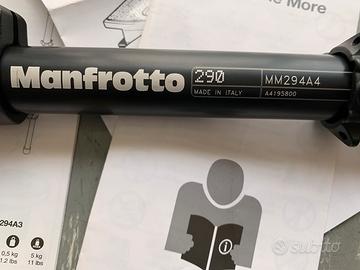 e More
Manfrotto
290
MADE IN ITALY
MM294A4
A4195800
294A3
0,5 kg
1.2 lbs
5 kg
11 lbs
i
subito